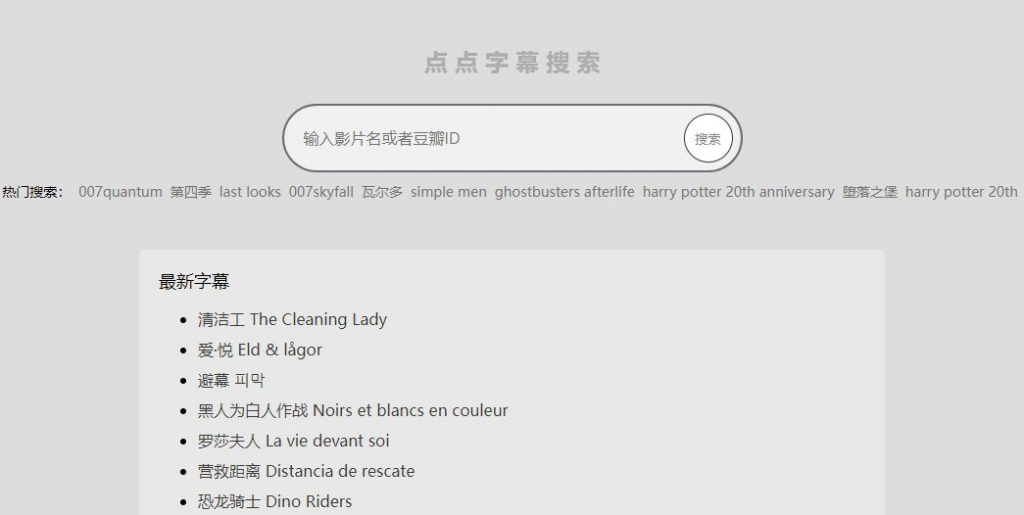 点点字幕搜索
输入影片名或者豆瓣ID 搜索
热门搜索： 007quantum 第四季 last looks 007skyfall 瓦尔多 simple men ghostbusters afterlife harry potter 20th anniversary 堕落之堡 harry potter 20th
最新字幕
清洁工 The Cleaning Lady
爱·悦 Eld & lågor
避幕 피막
黑人为白人作战 Noirs et blancs en couleur
罗莎夫人 La vie devant soi
营救距离 Distancia de rescate
恐龙骑士 Dino Riders